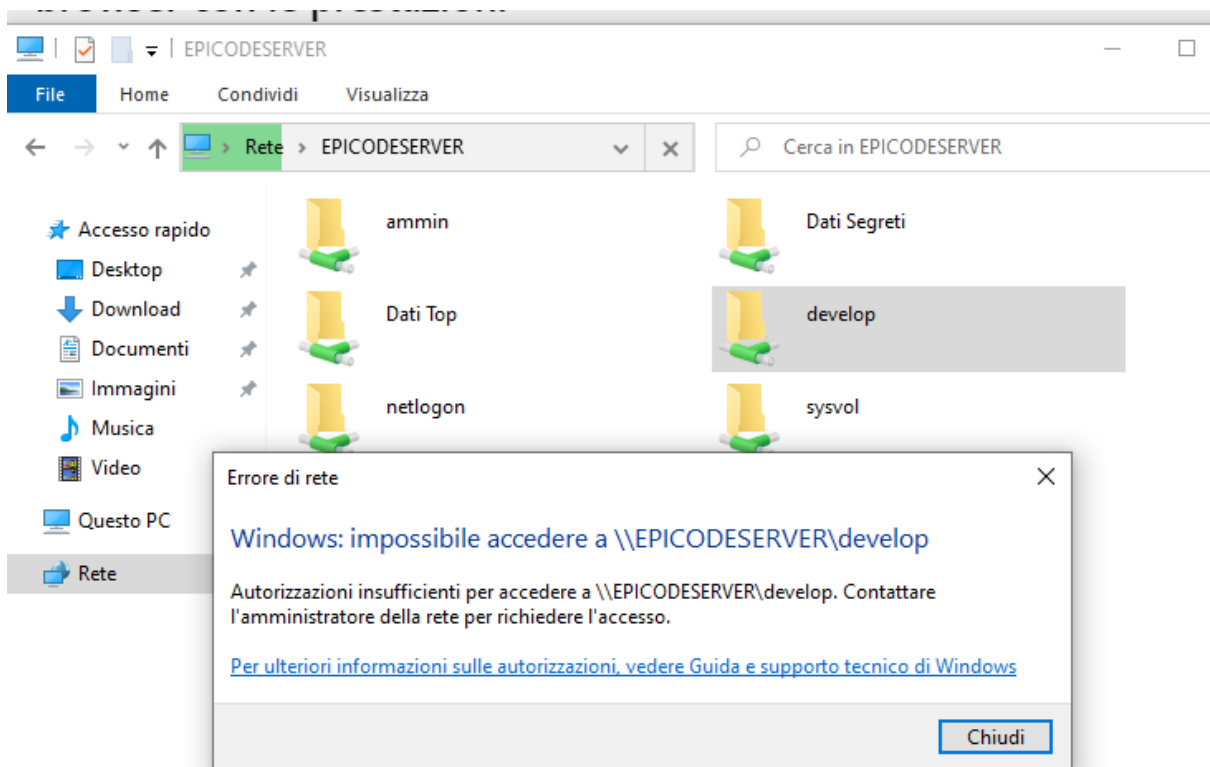 EPICODESERVER
File Home Condividi Visualizza
Rete > EPICODESERVER Cerca in EPICODESERVER
Accesso rapido
Desktop
Download
Documenti
Immagini
Musica
Video
Questo PC
Rete
ammin Dati Segreti
Dati Top develop
netlogon sysvol
Errore di rete
Windows: impossibile accedere a \\EPICODESERVER\develop
Autorizzazioni insufficienti per accedere a \\EPICODESERVER\develop. Contattare
l'amministratore della rete per richiedere l'accesso.
Per ulteriori informazioni sulle autorizzazioni, vedere Guida e supporto tecnico di Windows
Chiudi